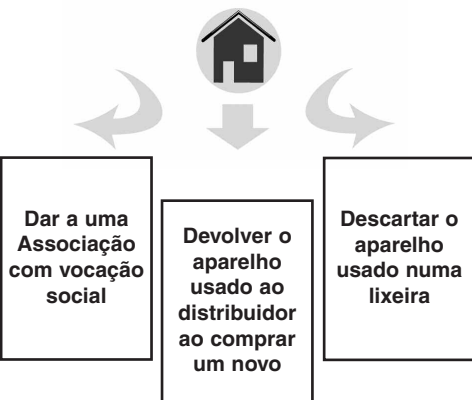 Dar a uma
Associação
com vocação
social
Devolver o
aparelho
usado ao
distribuidor
ao comprar
um novo
Descartar o
aparelho
usado numa
lixeira